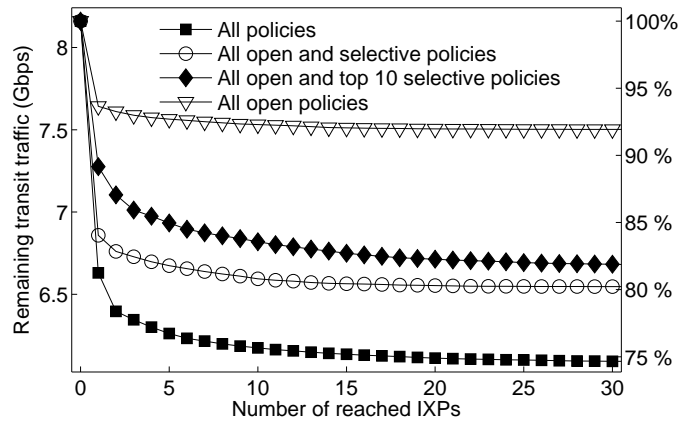 All policies
All open and selective policies
All open and top 10 selective policies
All open policies
Remaining transit traffic (Gbps)
8
7.5
7
6.5
100%
95 %
90 %
85 %
80 %
75 %
0
5
10
15
20
25
30
Number of reached IXPs